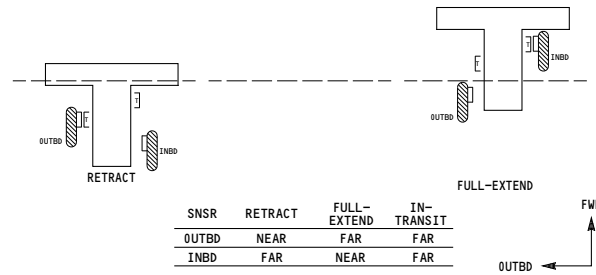 T
INBD
T
OUTBD
T
T
OUTBD
INBD
RETRACT
FULL-EXTEND
SNSR RETRACT FULL-EXTEND IN-TRANSIT
OUTBD NEAR FAR FAR
INBD FAR NEAR FAR
FW
OUTBD